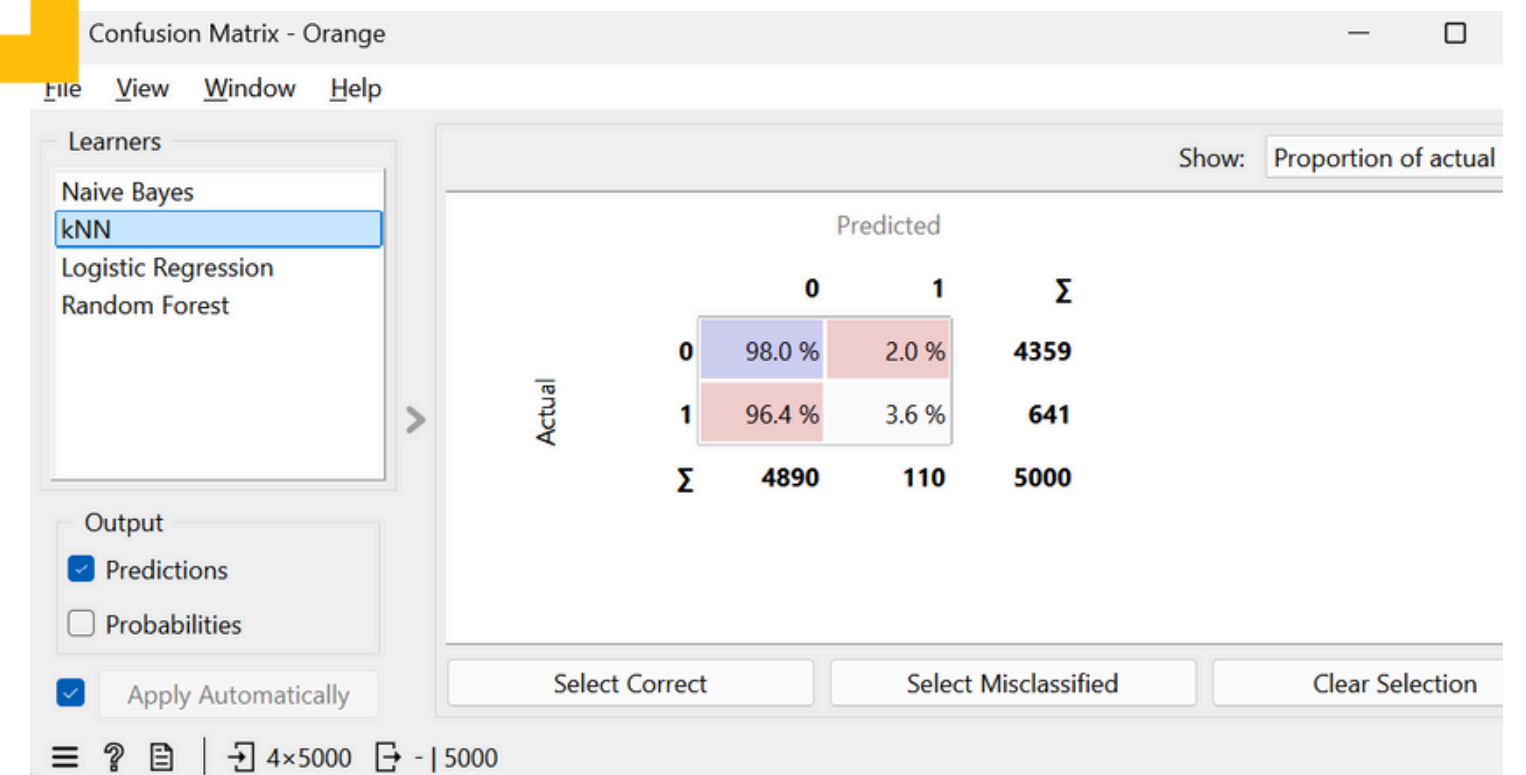 Confusion Matrix - Orange
File View Window Help
Learners
Naive Bayes
kNN
Logistic Regression
Random Forest
Output
Predictions
Probabilities
Apply Automatically
Show: Proportion of actual
Predicted
0 1 Σ
Actual
0 98.0 % 2.0 % 4359
1 96.4 % 3.6 % 641
Σ 4890 110 5000
Select Correct Select Misclassified Clear Selection
4×5000 - | 5000